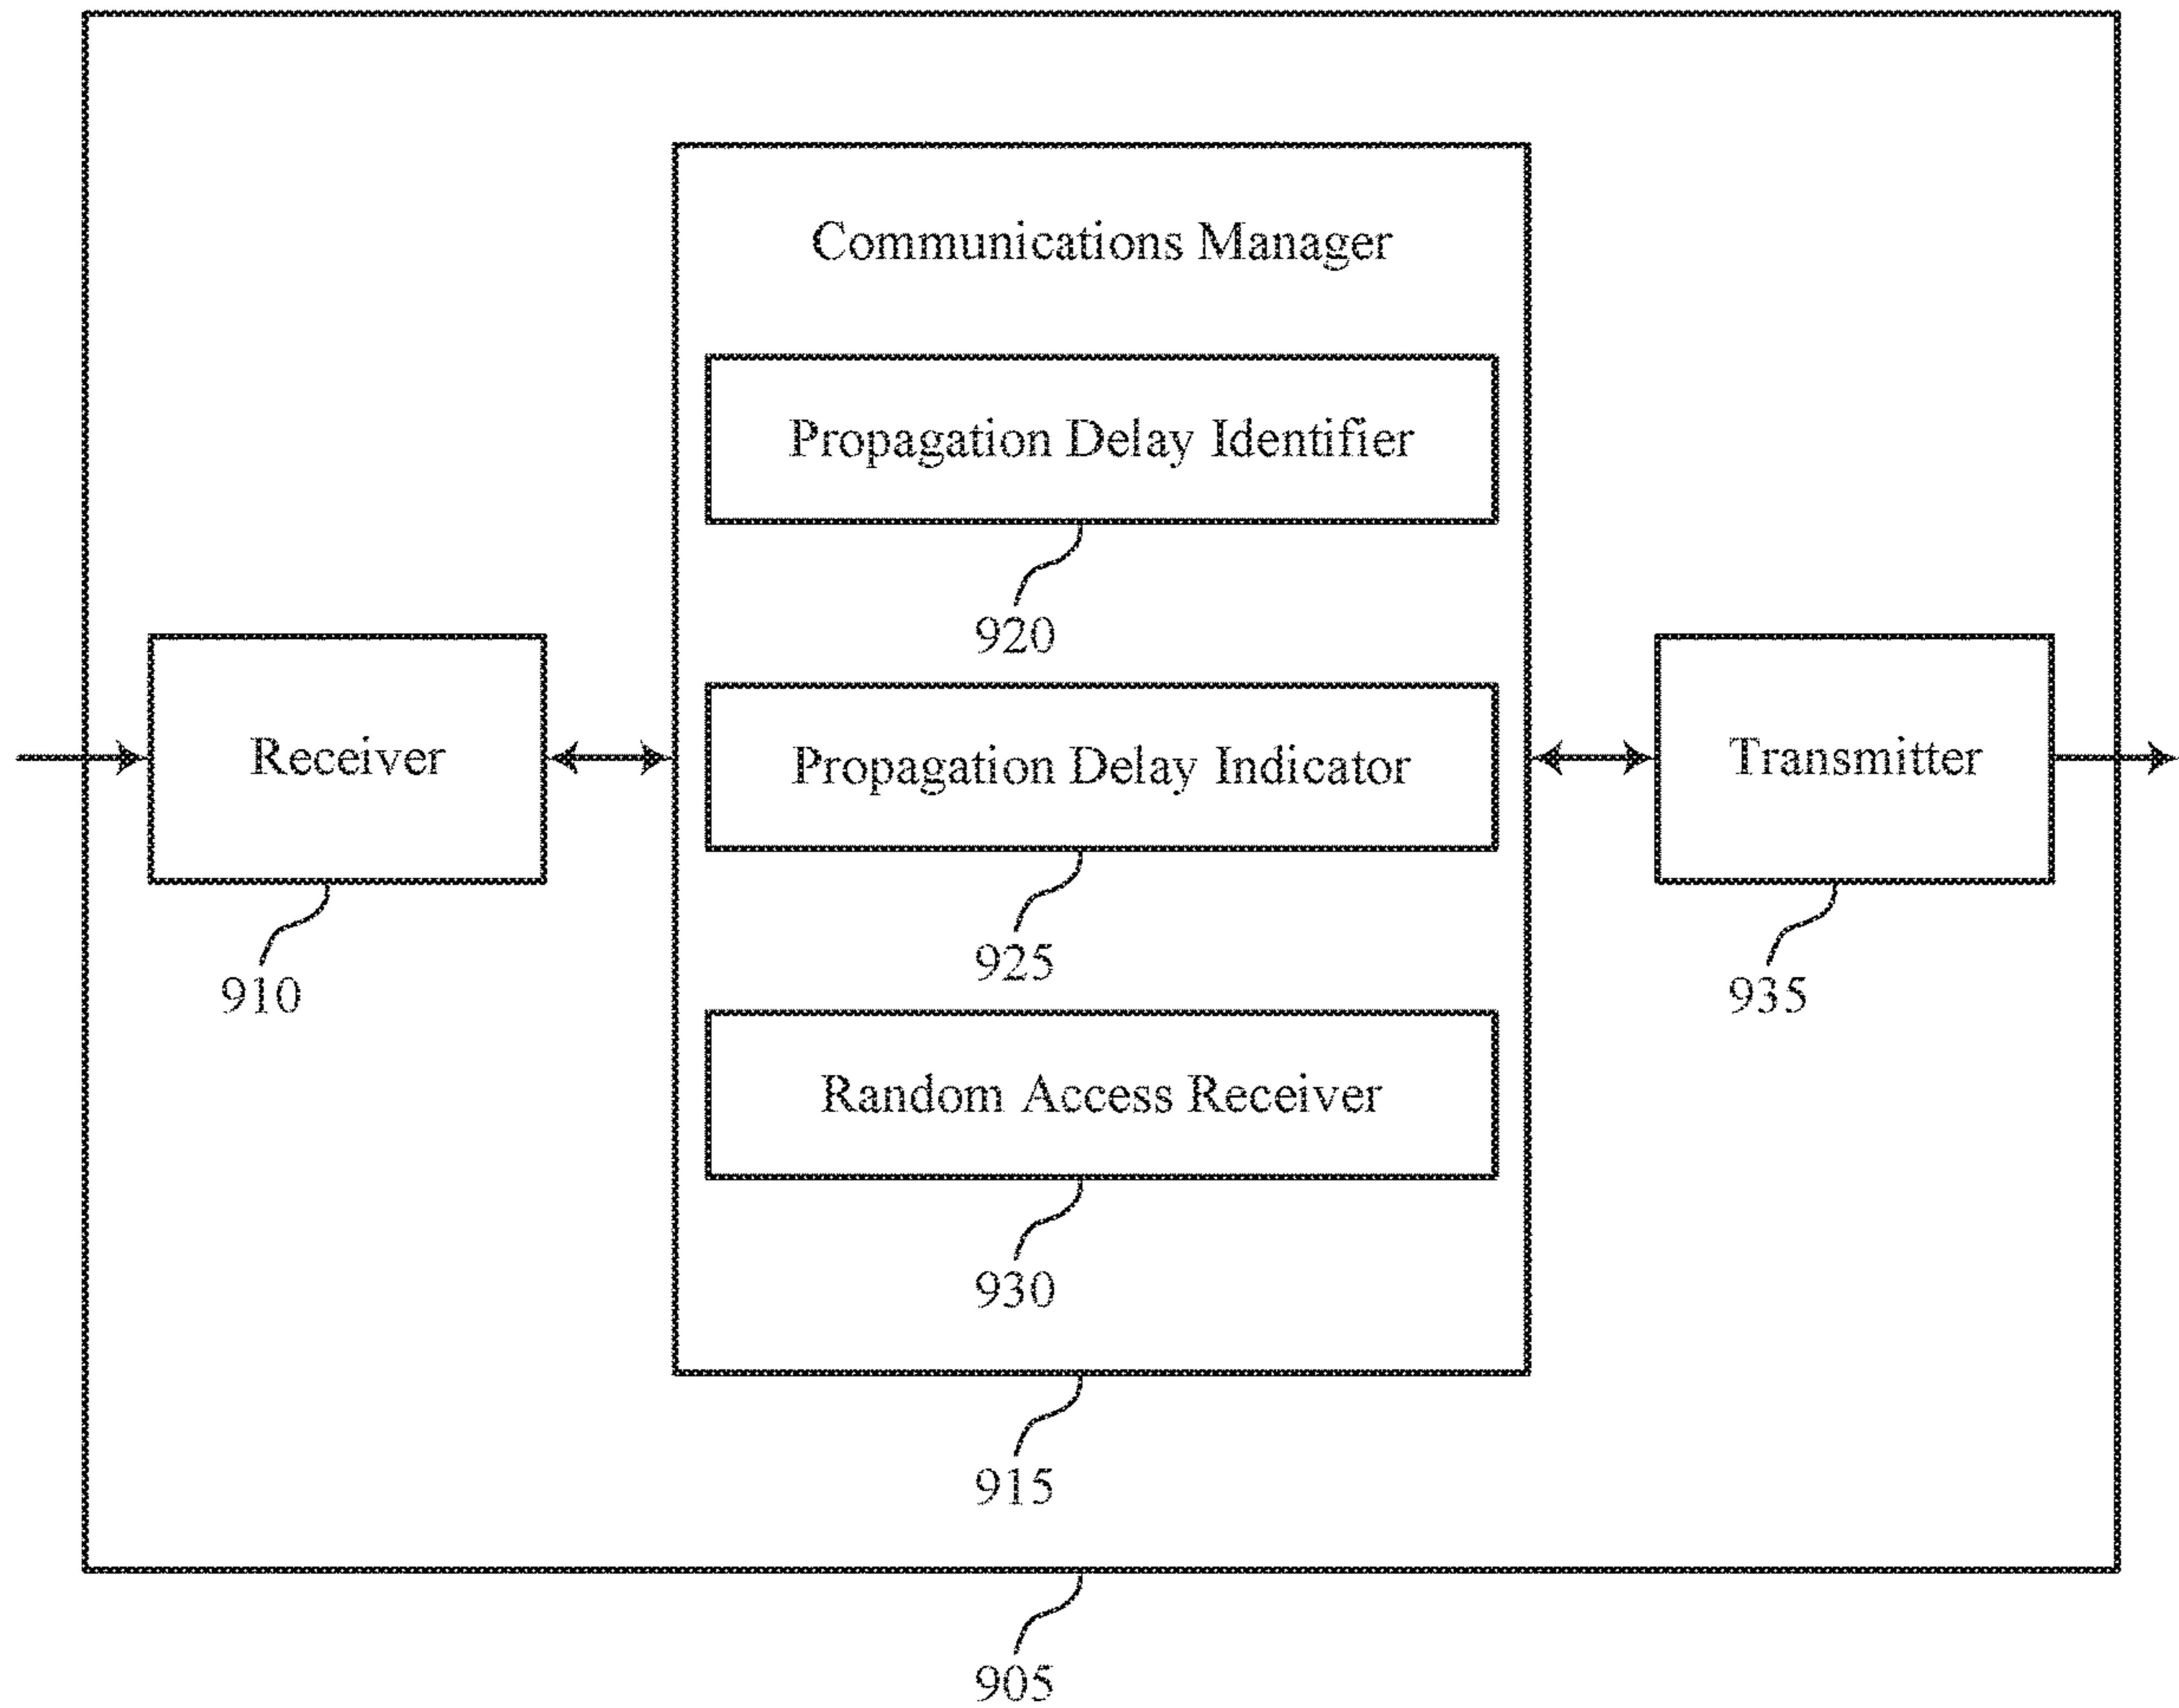 Communications Manager
Propagation Delay Identifier
920
Receiver
910
Propagation Delay Indicator
925
Transmitter
935
Random Access Receiver
930
915
905